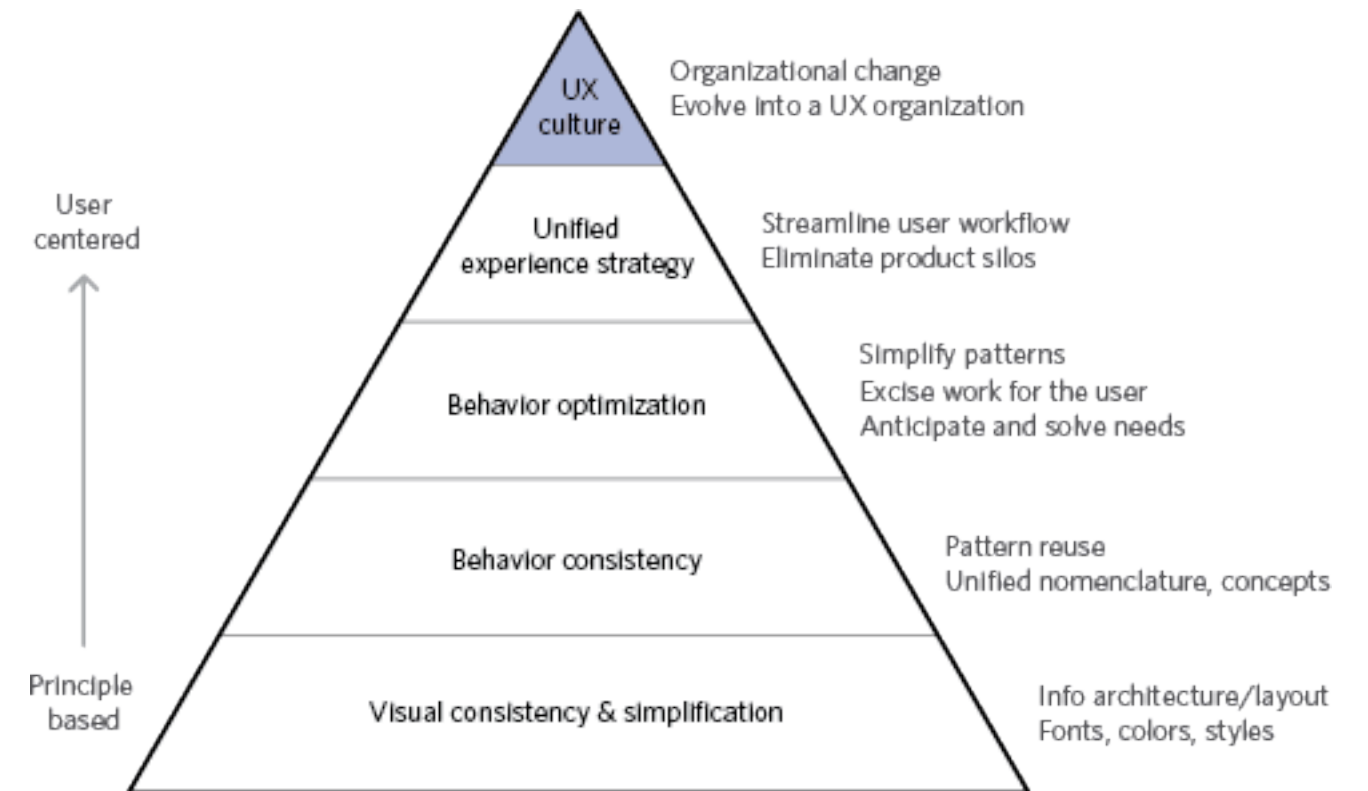 UX
culture
Organizational change
Evolve into a UX organization
User
centered
Unified
experience strategy
Streamline user workflow
Eliminate product silos
Behavior optimization
Simplify patterns
Excise work for the user
Anticipate and solve needs
Behavior consistency
Pattern reuse
Unified nomenclature, concepts
Principle
based
Visual consistency & simplification
Info architecture/layout
Fonts, colors, styles